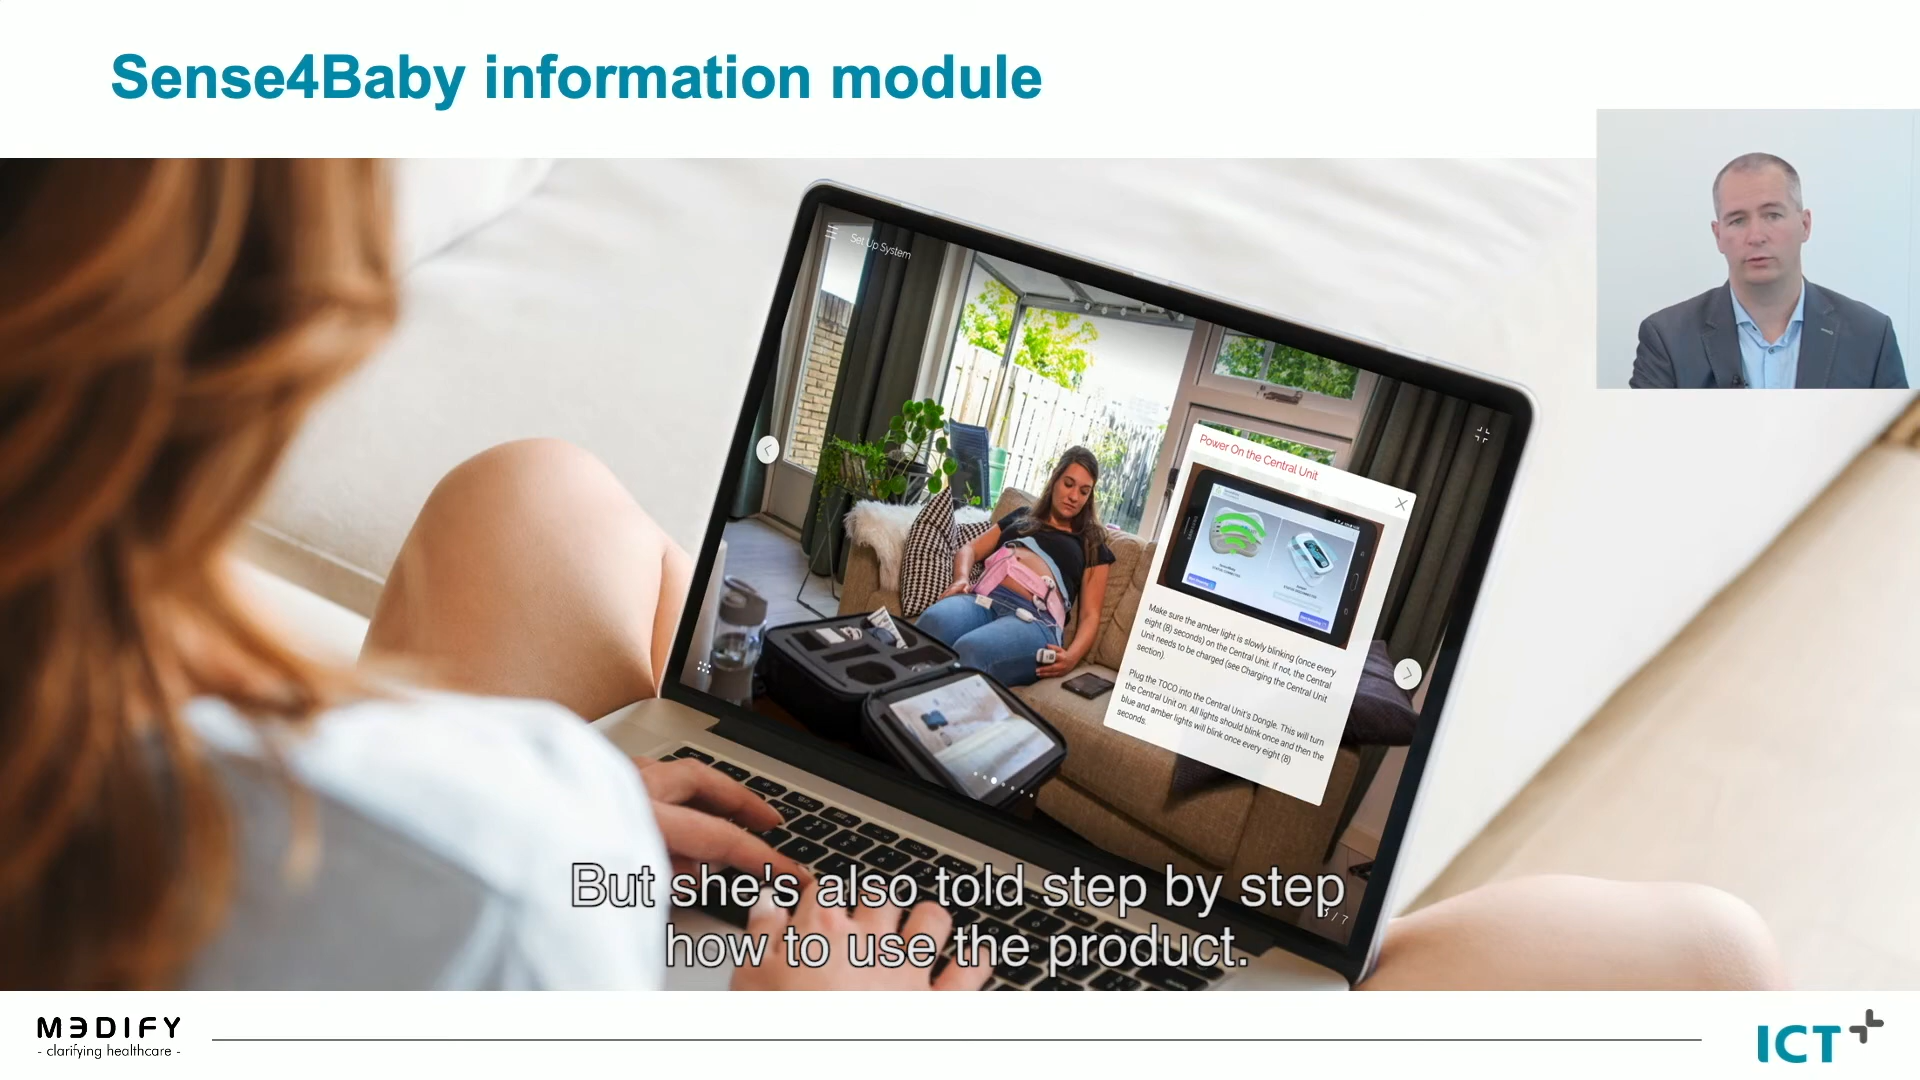 Sense4Baby information module
Set Up System
Power On the Central Unit
Make sure the amber light is slowly blinking (once every
eight (8) seconds) on the Central Unit. If not, the Central
Unit needs to be charged (see Charging the Central Unit
section).
Plug the TOCO into the Central Unit's Dongle. This will turn
the Central Unit on. All lights should blink once and then the
blue and amber lights will blink once every eight (8)
seconds.
But she's also told step by step
how to use the product.
MEDIFY
- clarifying healthcare -
ICT